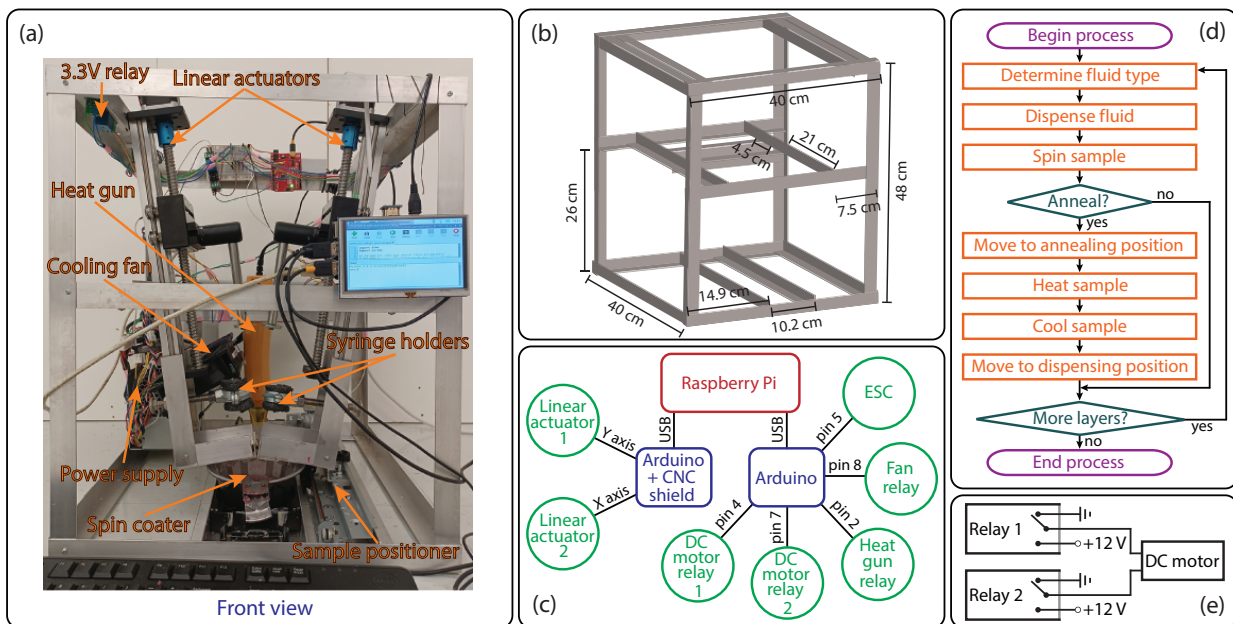 (a)
3.3V relay
Linear actuators
Heat gun
Cooling fan
Syringe holders
Power supply
Spin coater
Sample positioner
Front view
(b)
40 cm
21 cm
4.5 cm
48 cm
26 cm
7.5 cm
14.9 cm
40 cm
10.2 cm
(c)
Raspberry Pi
USB
USB
Linear
actuator
1
Y axis
Arduino
+ CNC
shield
X axis
Linear
actuator
2
Arduino
pin 5
ESC
pin 8
Fan
relay
pin 2
Heat
gun
relay
pin 7
DC
motor
relay
2
pin 4
DC
motor
relay
1
(d)
Begin process
Determine fluid type
Dispense fluid
Spin sample
Anneal?
no
yes
Move to annealing position
Heat sample
Cool sample
Move to dispensing position
More layers?
yes
no
End process
Relay 1
+12 V
DC motor
Relay 2
+12 V
(e)